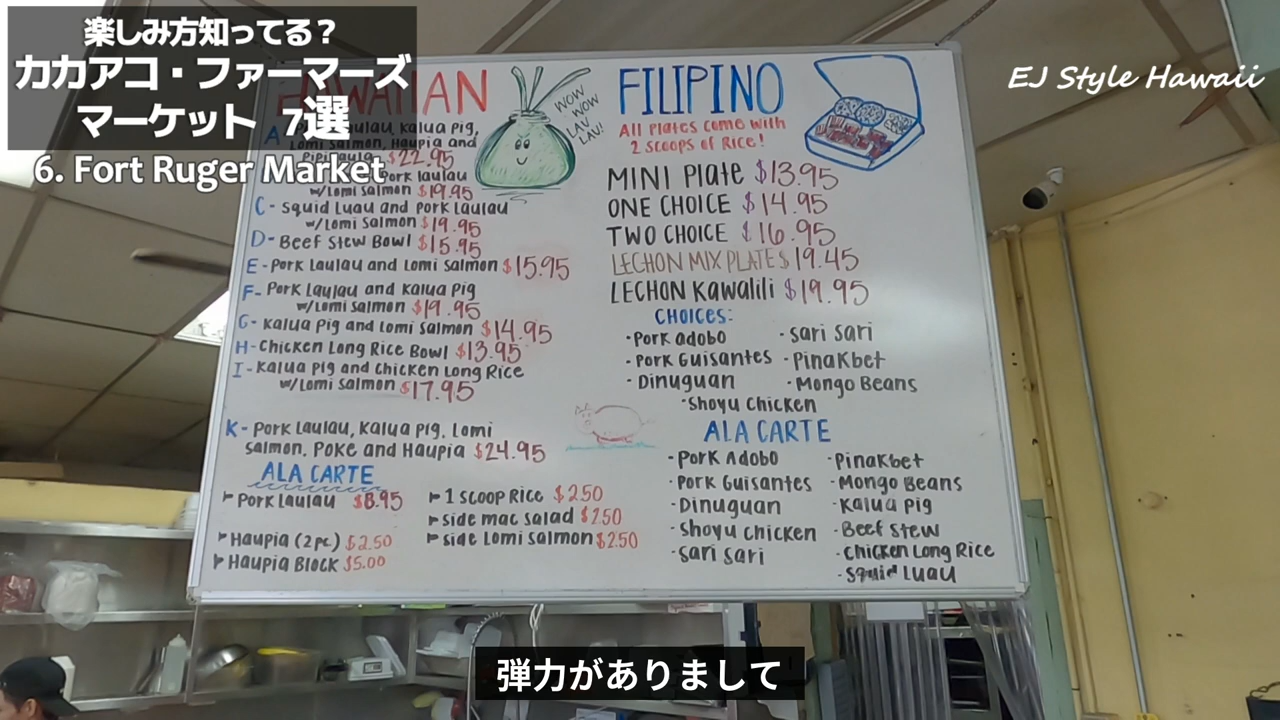 楽しみ方知ってる？
カカアコ・ファーマーズ
マーケット 7選
6. Fort Ruger Market
EJ Style Hawaii
HAWAIIAN
Laulau, Kalua Pig,
Lomi Salmon, Haupia and
$22.95
Pork Laulau
w/Lomi Salmon $19.95
C - Squid Luau and Pork Laulau
w/Lomi Salmon $19.95
D - Beef Stew Bowl $15.95
E - Pork Laulau and Lomi Salmon $15.95
F - Pork Laulau and Kalua Pig
w/Lomi Salmon $19.95
G - Kalua Pig and Lomi Salmon $14.95
H - Chicken Long Rice Bowl $13.95
I - Kalua Pig and Chicken Long Rice
w/Lomi Salmon $17.95
K - Pork Laulau, Kalua Pig, Lomi
Salmon, Poke and Haupia $24.95
ALA CARTE
Pork Laulau $8.95
Haupia (2pc) $2.50
Haupia Block $5.00
1 Scoop Rice $2.50
Side Mac Salad $2.50
Side Lomi Salmon $2.50
WOW
WOW
LAU
LAU!
FILIPINO
All Plates come with
2 scoops of Rice!
MINI Plate $13.95
ONE CHOICE $14.95
TWO CHOICE $16.95
LECHON MIX PLATE $19.45
LECHON Kawalili $19.95
CHOICES:
· Pork adobo
· Pork Guisantes
· Dinuguan
· Shoyu Chicken
· Sari Sari
· Pinakbet
· Mongo Beans
ALA CARTE
· Pork Adobo
· Pork Guisantes
· Dinuguan
· Shoyu Chicken
· Sari Sari
· Pinakbet
· Mongo Beans
· Kalua Pig
· Beef Stew
· Chicken Long Rice
· Squid Luau
弾力がありまして